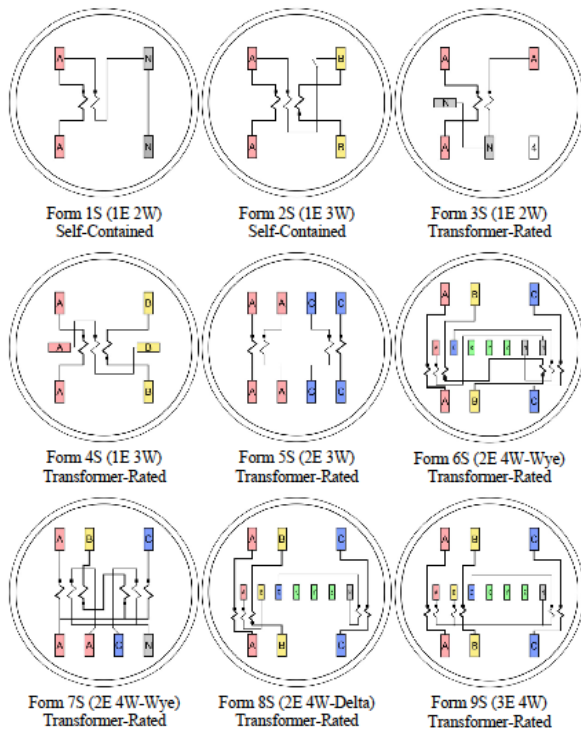 A N
A N
Form 1S (1E 2W)
Self-Contained
A B
A B
Form 2S (1E 3W)
Self-Contained
A A
N
A N 4
Form 3S (1E 2W)
Transformer-Rated
A D
A D
A B
Form 4S (1E 3W)
Transformer-Rated
A A C C
A A C C
Form 5S (2E 3W)
Transformer-Rated
A B C
A B C
Form 6S (2E 4W-Wye)
Transformer-Rated
A B C
A A C N
Form 7S (2E 4W-Wye)
Transformer-Rated
A B C
A B C
Form 8S (2E 4W-Delta)
Transformer-Rated
A B C
A B C
Form 9S (3E 4W)
Transformer-Rated